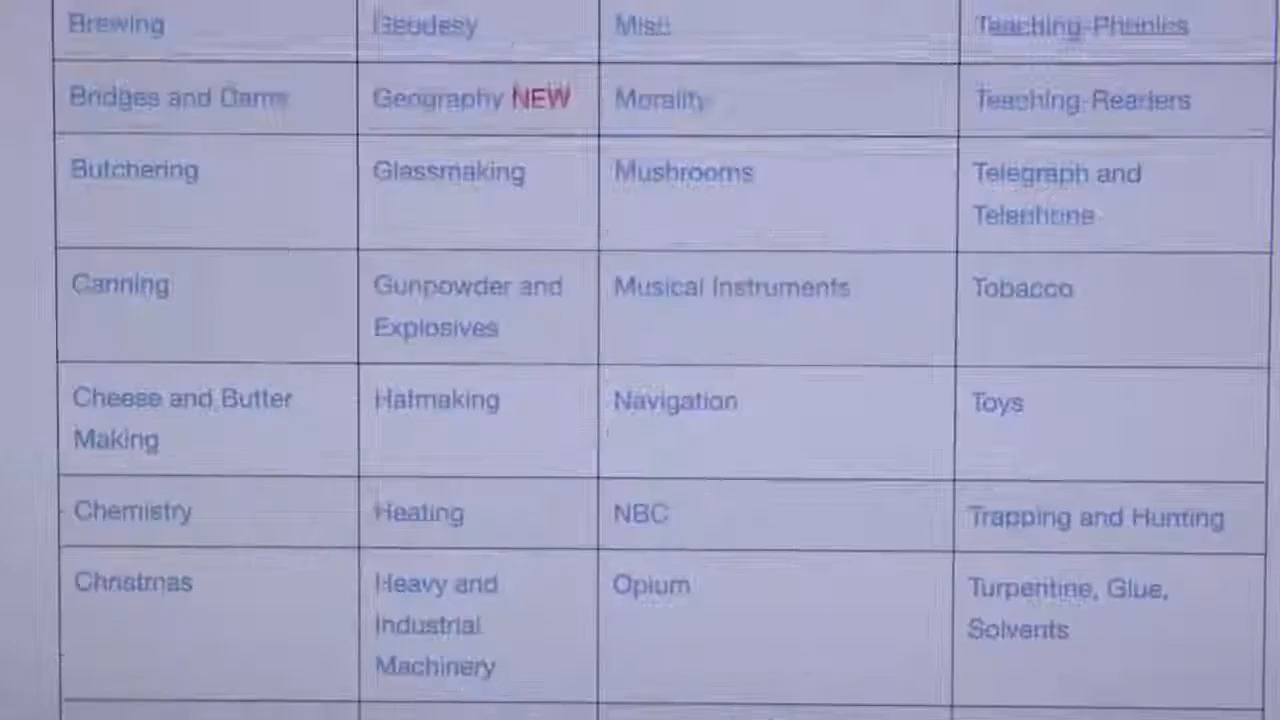 Brewing
Geodesy
Misc
Teaching-Phonics
Bridges and Dams
Geography NEW
Morality
Teaching-Readers
Butchering
Glassmaking
Mushrooms
Telegraph and
Telephone
Canning
Gunpowder and
Explosives
Musical Instruments
Tobacco
Cheese and Butter
Making
Hatmaking
Navigation
Toys
Chemistry
Heating
NBC
Trapping and Hunting
Christmas
Heavy and
Industrial
Machinery
Opium
Turpentine, Glue,
Solvents